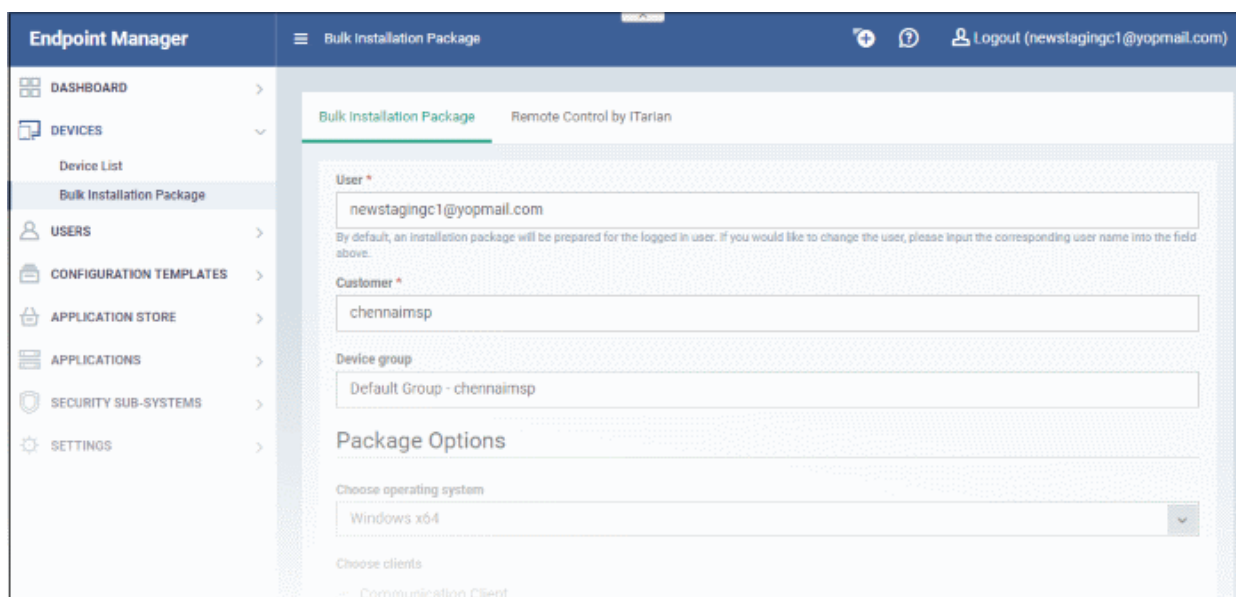 Endpoint Manager
Bulk Installation Package
Logout (newstagingc1@yopmail.com)
DASHBOARD
DEVICES
Device List
Bulk Installation Package
USERS
CONFIGURATION TEMPLATES
APPLICATION STORE
APPLICATIONS
SECURITY SUB-SYSTEMS
SETTINGS
Bulk Installation Package
Remote Control by ITarian
User *
newstagingc1@yopmail.com
By default, an installation package will be prepared for the logged in user. If you would like to change the user, please input the corresponding user name into the field
above.
Customer *
chennaimsp
Device group
Default Group - chennaimsp
Package Options
Choose operating system
Windows x64
Choose clients
Communication Client